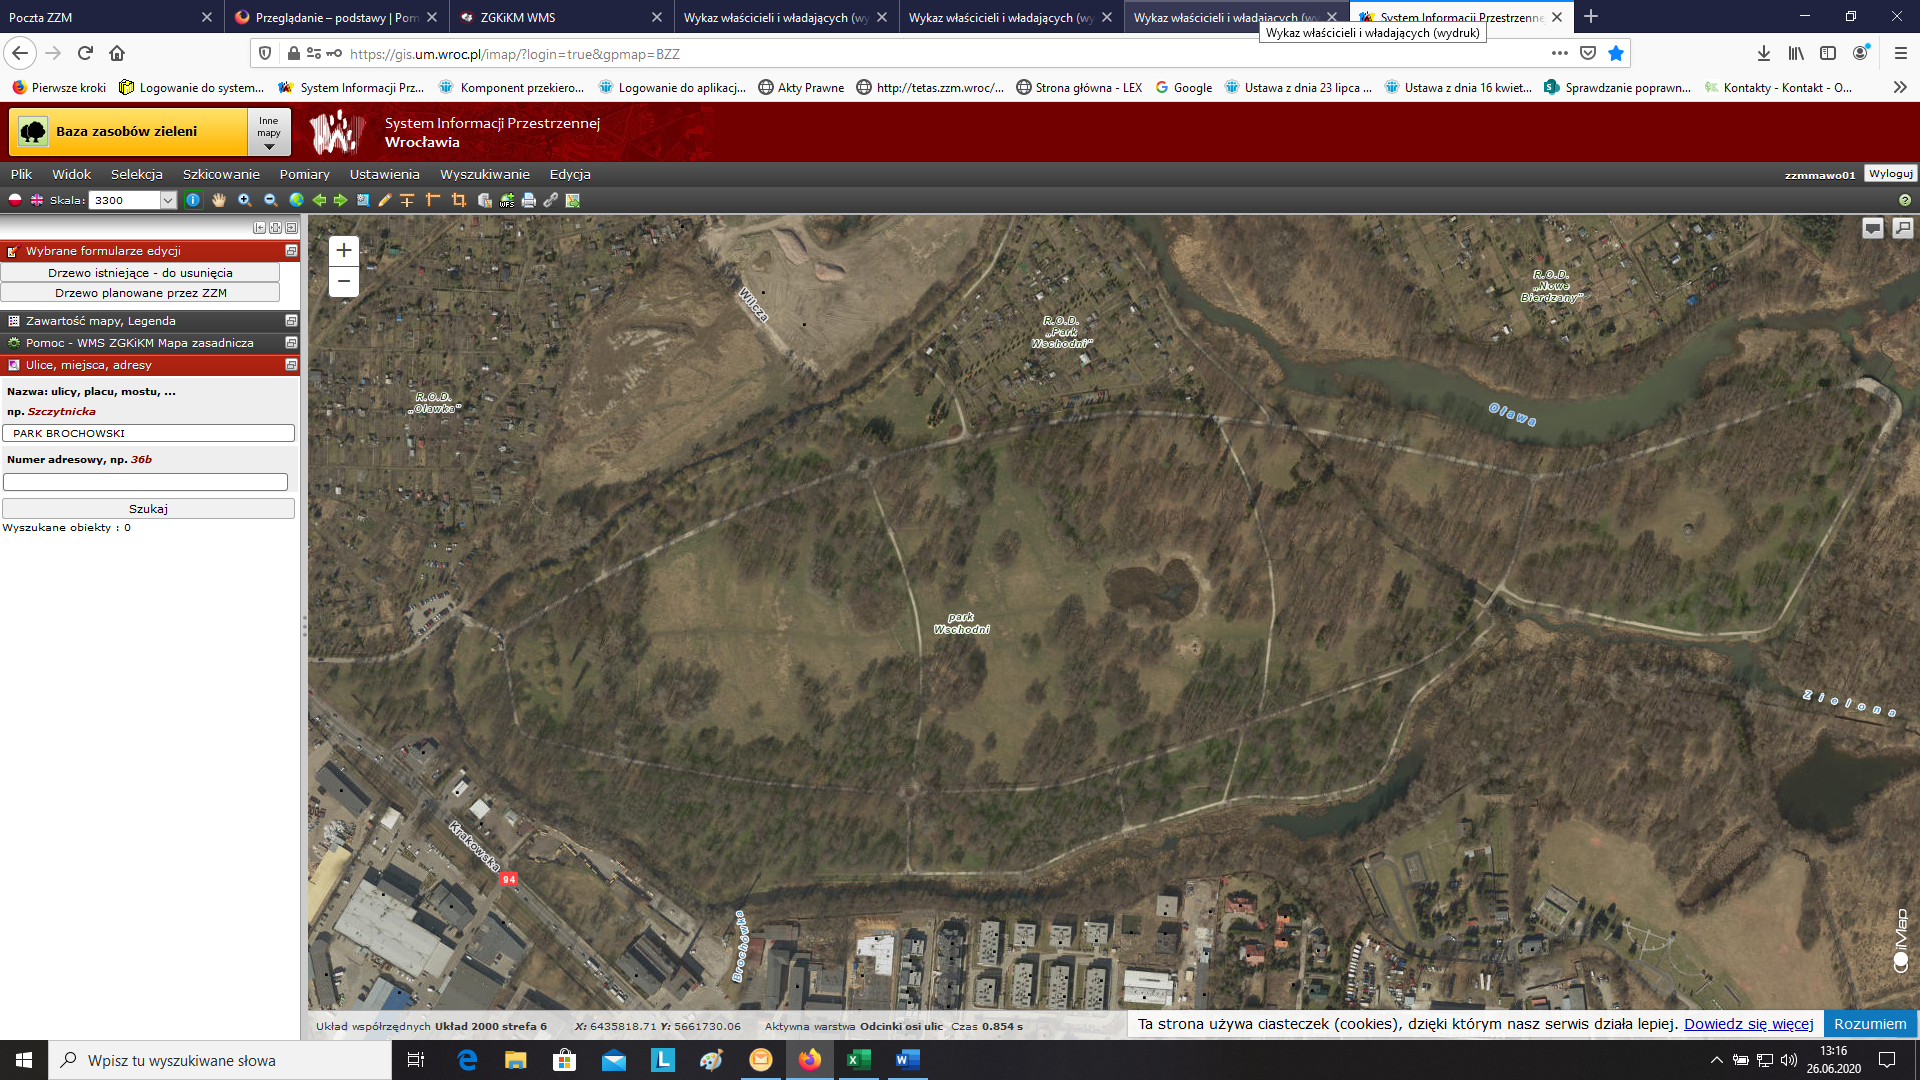 Poczta ZZM
Przeglądanie – podstawy | Pom
ZGKiKM WMS
Wykaz właścicieli i władających (wy
Wykaz właścicieli i władających (wy
Wykaz właścicieli i władających (wy
System Informacji Przestrzenne
Wykaz właścicieli i władających (wydruk)
https://gis.um.wroc.pl/imap/?login=true&gpmap=BZZ
Pierwsze kroki
Logowanie do system...
System Informacji Prz...
Komponent przekiero...
Logowanie do aplikacj...
Akty Prawne
http://tetas.zzm.wroc/...
Strona główna - LEX
Google
Ustawa z dnia 23 lipca ...
Ustawa z dnia 16 kwiet...
Sprawdzanie poprawn...
Kontakty - Kontakt - O...
Baza zasobów zieleni
Inne
mapy
System Informacji Przestrzennej
Wrocławia
Plik Widok Selekcja Szkicowanie Pomiary Ustawienia Wyszukiwanie Edycja
zzmmawo01
Wyloguj
Skala:
3300
WFS
Wybrane formularze edycji
Drzewo istniejące - do usunięcia
Drzewo planowane przez ZZM
Zawartość mapy, Legenda
Pomoc - WMS ZGKiKM Mapa zasadnicza
Ulice, miejsca, adresy
Nazwa: ulicy, placu, mostu, ...
np. Szczytnicka
PARK BROCHOWSKI
Numer adresowy, np. 36b
Szukaj
Wyszukane obiekty : 0
+
−
Wilcza
R.O.D.
„Park
Wschodni"
R.O.D.
„Nowe
Bierdzany"
R.O.D.
„Oławka"
Oława
park
Wschodni
Zielona
Krakowska
94
Brochówka
iMap
Układ współrzędnych Układ 2000 strefa 6
X: 6435818.71 Y: 5661730.06
Aktywna warstwa Odcinki osi ulic
Czas 0.854 s
Ta strona używa ciasteczek (cookies), dzięki którym nasz serwis działa lepiej. Dowiedz się więcej
Rozumiem
Wpisz tu wyszukiwane słowa
13:16
26.06.2020